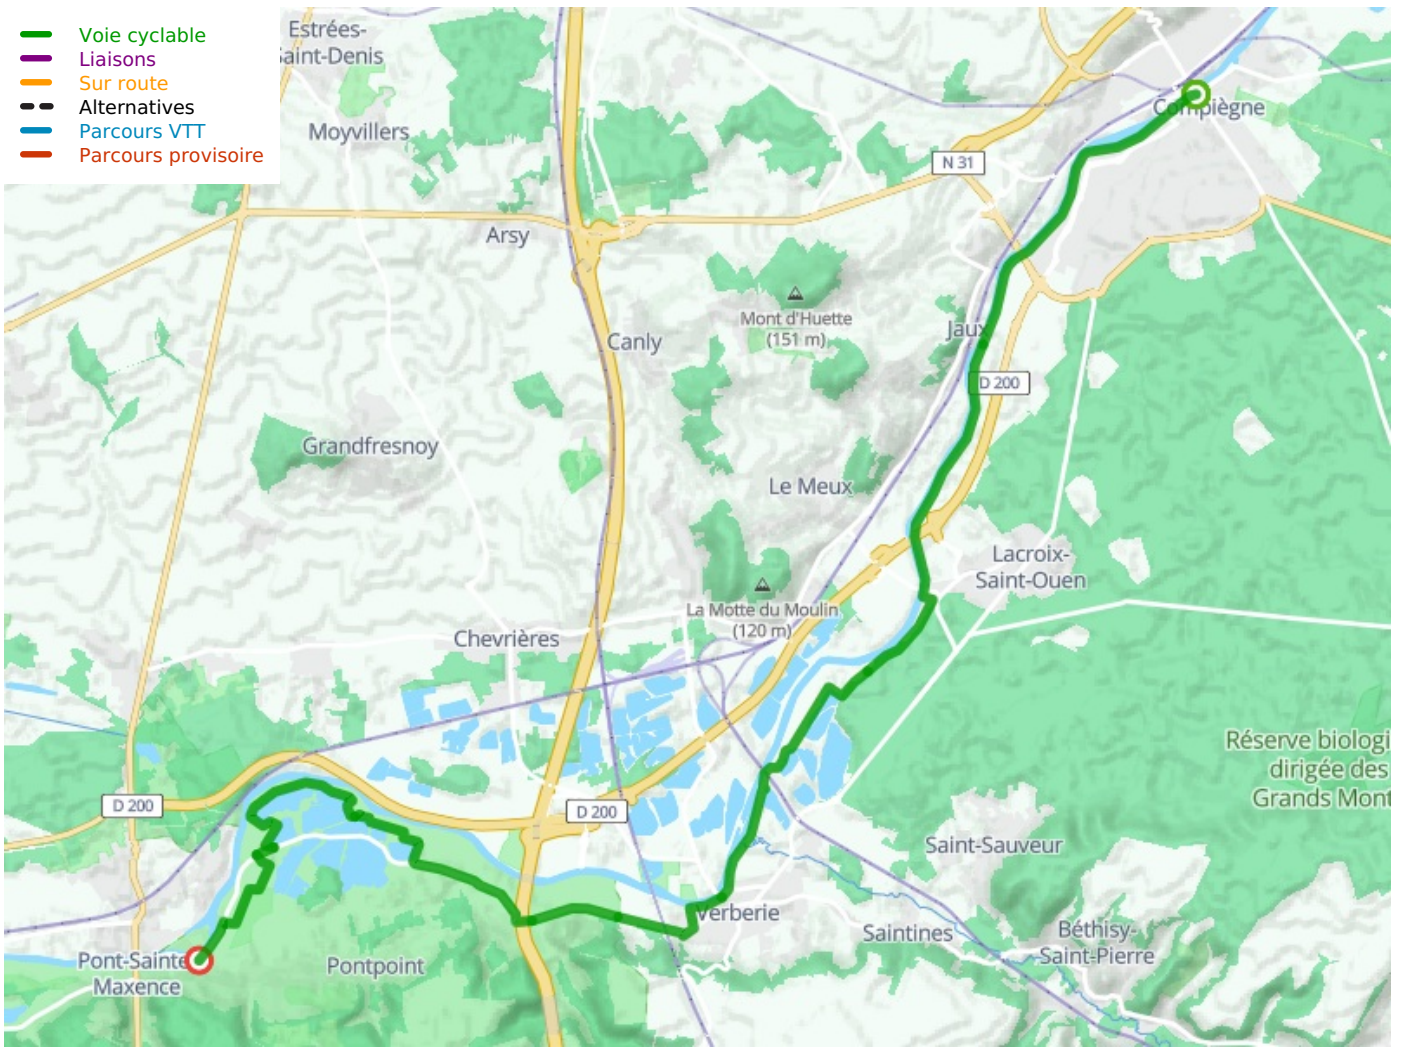 Voie cyclable
Liaisons
Sur route
Alternatives
Parcours VTT
Parcours provisoire
Estrées-
Saint-Denis
Moyvillers
Compiègne
N 31
Arsy
Mont d'Huette
(151 m)
Jaux
Canly
D 200
Grandfresnoy
Le Meux
Lacroix-
Saint-Ouen
La Motte du Moulin
(120 m)
Chevrières
Réserve biologi
dirigée des
Grands Mont
D 200
D 200
Saint-Sauveur
Verberie
Saintines
Béthisy-
Saint-Pierre
Pont-Sainte
Maxence
Pontpoint